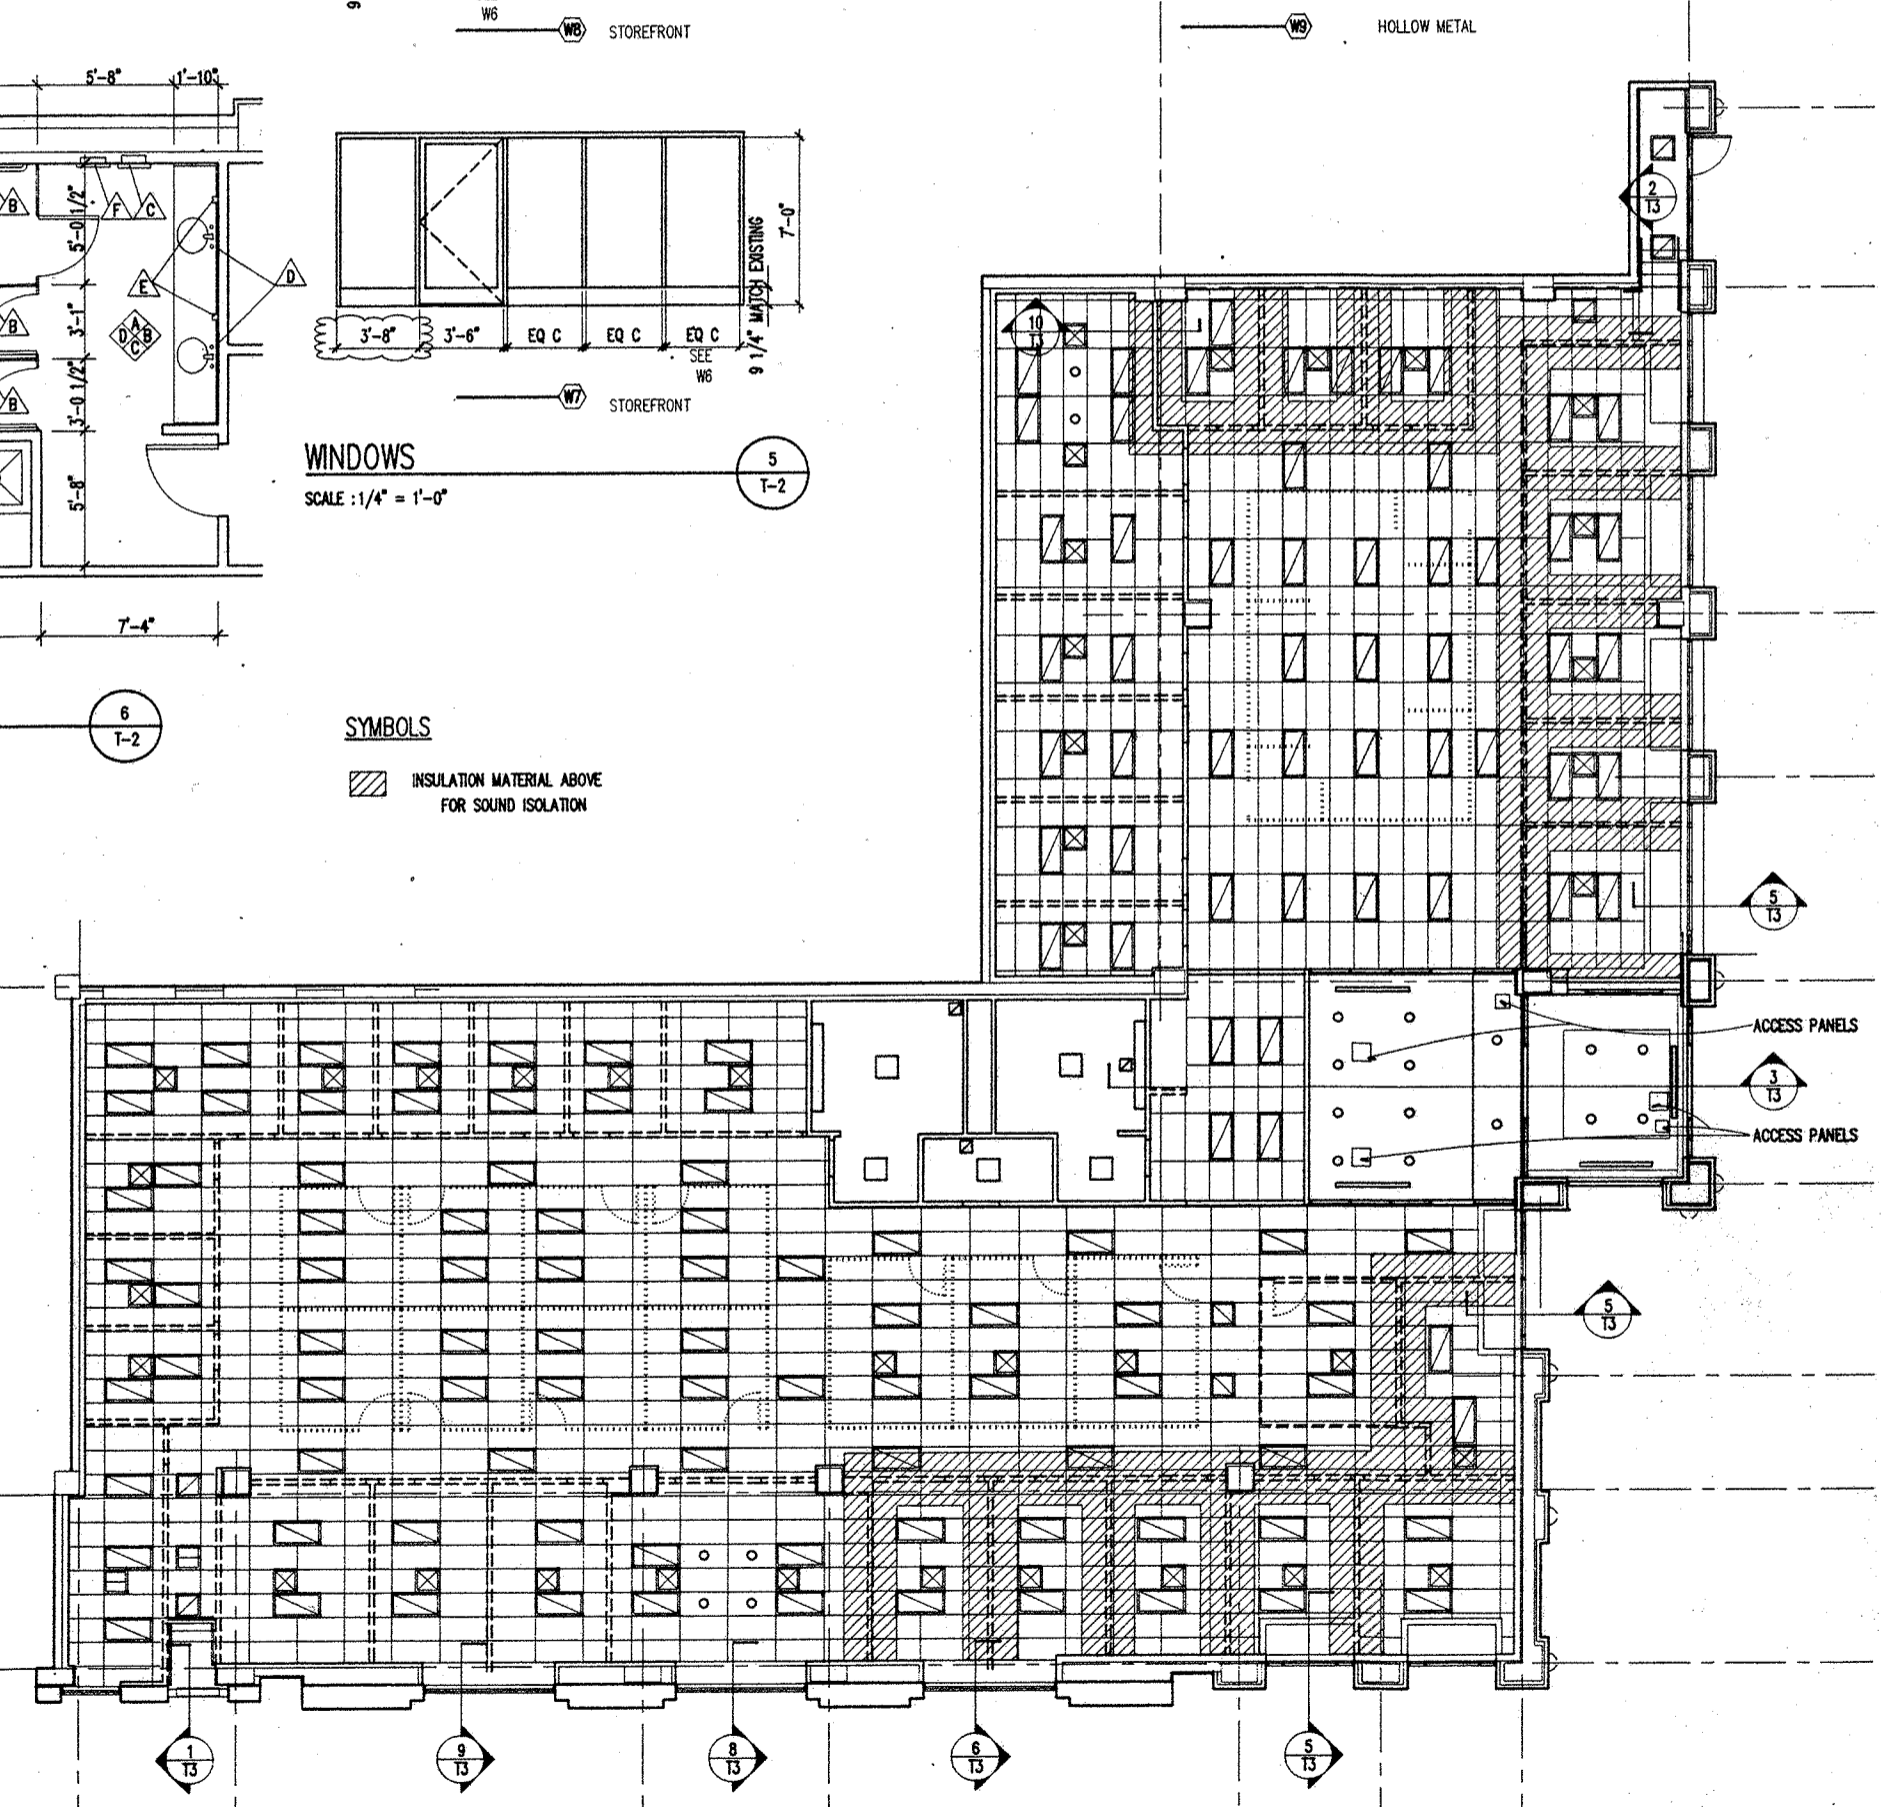 9
SEE
W6
W8 STOREFRONT
W9 HOLLOW METAL
5'-8" 1'-10"
5'-0 1/2"
3'-1"
3'-0 1/2"
5'-8"
7'-4"
B
F
C
E
D
B
A
D B
C
B
6
T-2
7'-0"
9 1/4" MATCH EXISTING
3'-8" 3'-6" EQ C EQ C EQ C
SEE
W6
W7 STOREFRONT
WINDOWS
SCALE : 1/4" = 1'-0"
5
T-2
SYMBOLS
INSULATION MATERIAL ABOVE
FOR SOUND ISOLATION
2
T3
10
T3
5
T3
ACCESS PANELS
3
T3
ACCESS PANELS
5
T3
1
T3
9
T3
8
T3
6
T3
5
T3